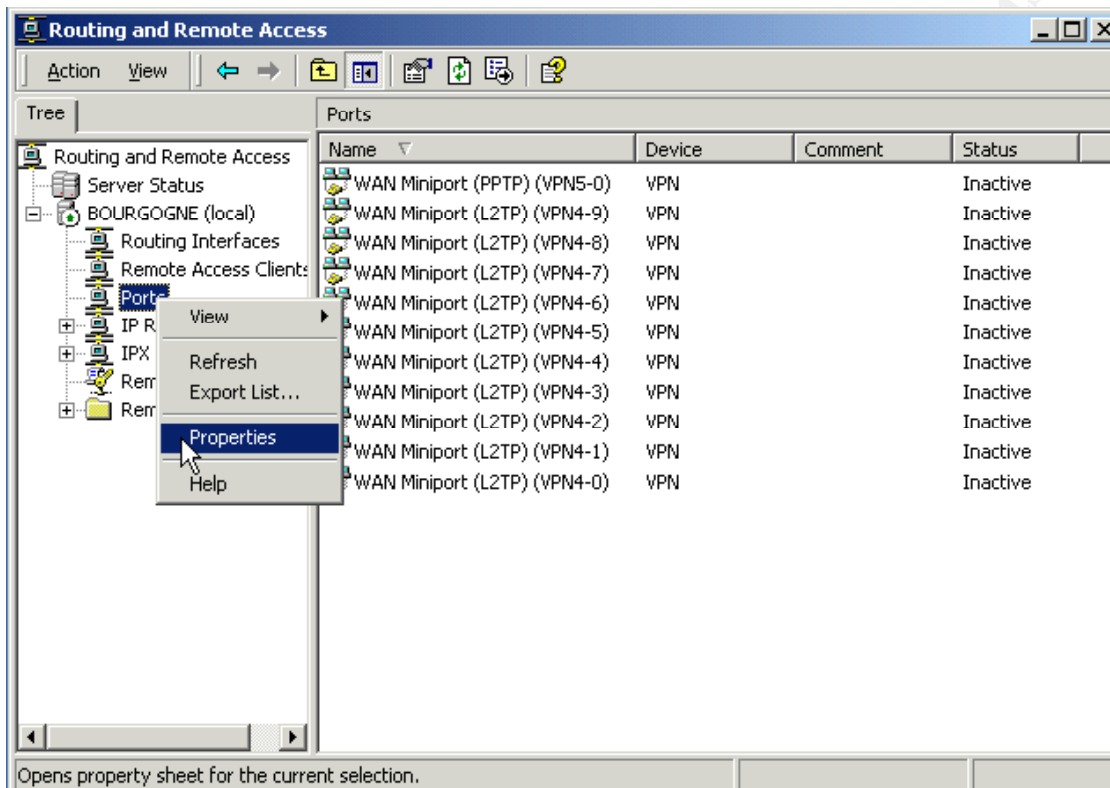 Routing and Remote Access
Action View
Tree
Ports
Routing and Remote Access
Server Status
BOURGOGNE (local)
Routing Interfaces
Remote Access Clients
Ports
IP R
IPX
Rem
Rem
View
Refresh
Export List...
Properties
Help
Name Device Comment Status
WAN Miniport (PPTP) (VPN5-0) VPN Inactive
WAN Miniport (L2TP) (VPN4-9) VPN Inactive
WAN Miniport (L2TP) (VPN4-8) VPN Inactive
WAN Miniport (L2TP) (VPN4-7) VPN Inactive
WAN Miniport (L2TP) (VPN4-6) VPN Inactive
WAN Miniport (L2TP) (VPN4-5) VPN Inactive
WAN Miniport (L2TP) (VPN4-4) VPN Inactive
WAN Miniport (L2TP) (VPN4-3) VPN Inactive
WAN Miniport (L2TP) (VPN4-2) VPN Inactive
WAN Miniport (L2TP) (VPN4-1) VPN Inactive
WAN Miniport (L2TP) (VPN4-0) VPN Inactive
Opens property sheet for the current selection.